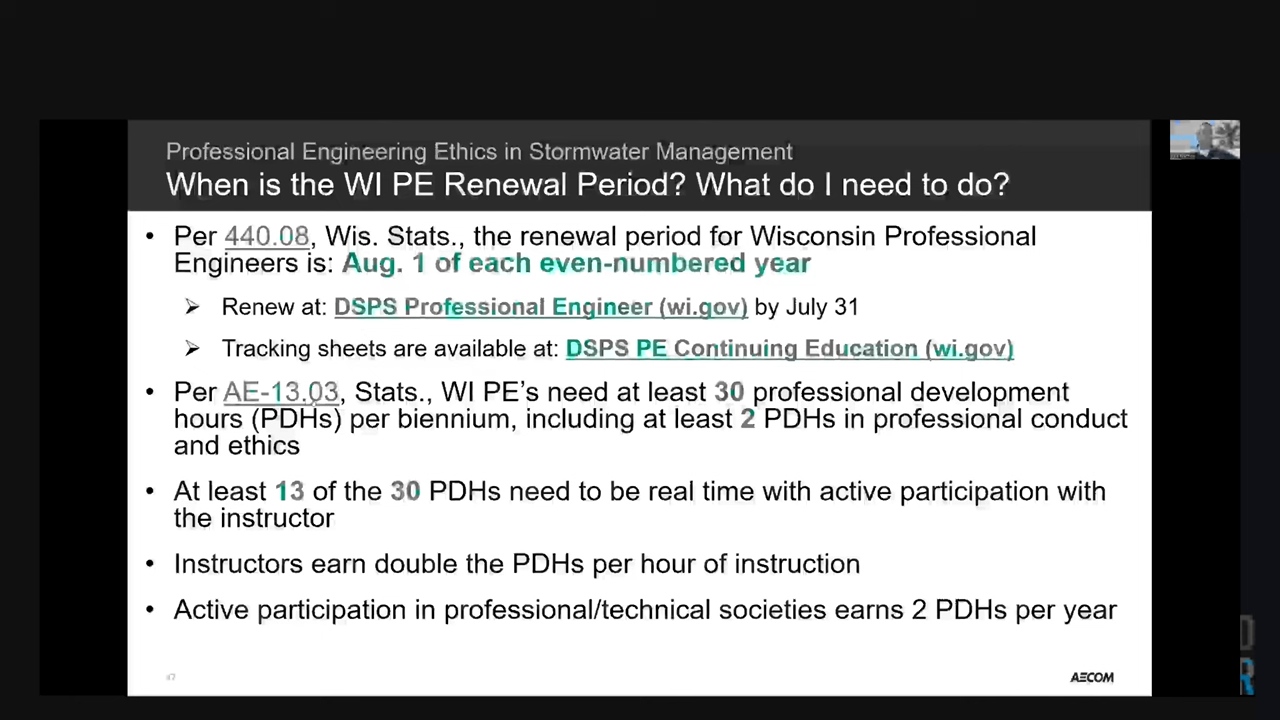 Professional Engineering Ethics in Stormwater Management
When is the WI PE Renewal Period? What do I need to do?
• Per 440.08, Wis. Stats., the renewal period for Wisconsin Professional
Engineers is: Aug. 1 of each even-numbered year
➢ Renew at: DSPS Professional Engineer (wi.gov) by July 31
➢ Tracking sheets are available at: DSPS PE Continuing Education (wi.gov)
• Per AE-13.03, Stats., WI PE's need at least 30 professional development
hours (PDHs) per biennium, including at least 2 PDHs in professional conduct
and ethics
• At least 13 of the 30 PDHs need to be real time with active participation with
the instructor
• Instructors earn double the PDHs per hour of instruction
• Active participation in professional/technical societies earns 2 PDHs per year
47
AECOM